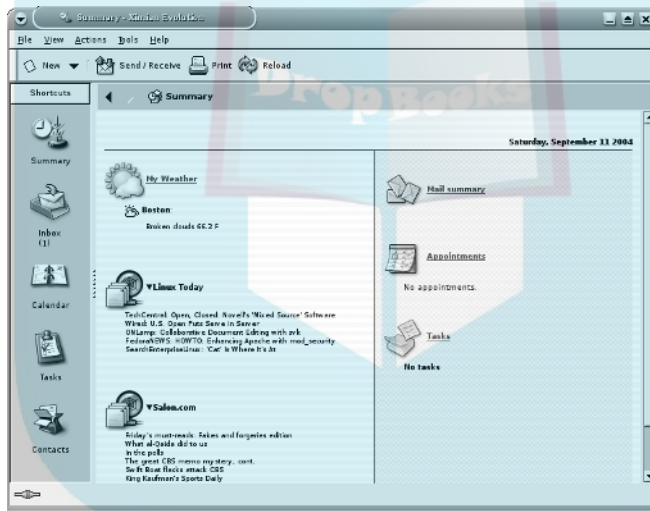 Summary - Ximian Evolution
File View Actions Tools Help
New Send / Receive Print Reload
Shortcuts
Summary
DropBooks
Saturday, September 11 2004
Summary
Inbox
(1)
Calendar
Tasks
Contacts
My Weather
Boston:
Broken clouds 66.2 F
▾Linux Today
TechCentral: Open, Closed: Novell's 'Mixed Source' Software
Wired: U.S. Open Puts Serve in Server
ONLamp: Collaborative Document Editing with svk
FedoraNEWS: HOWTO: Enhancing Apache with mod_security
SearchEnterpriseLinux: 'Cat' Is Where It's At
▾Salon.com
Friday's must-reads: Fakes and forgeries edition
What al-Qaida did to us
In the polls
The great CBS memo mystery, cont.
Swift Boat flacks attack CBS
King Kaufman's Sports Daily
Mail summary
Appointments
No appointments.
Tasks
No tasks